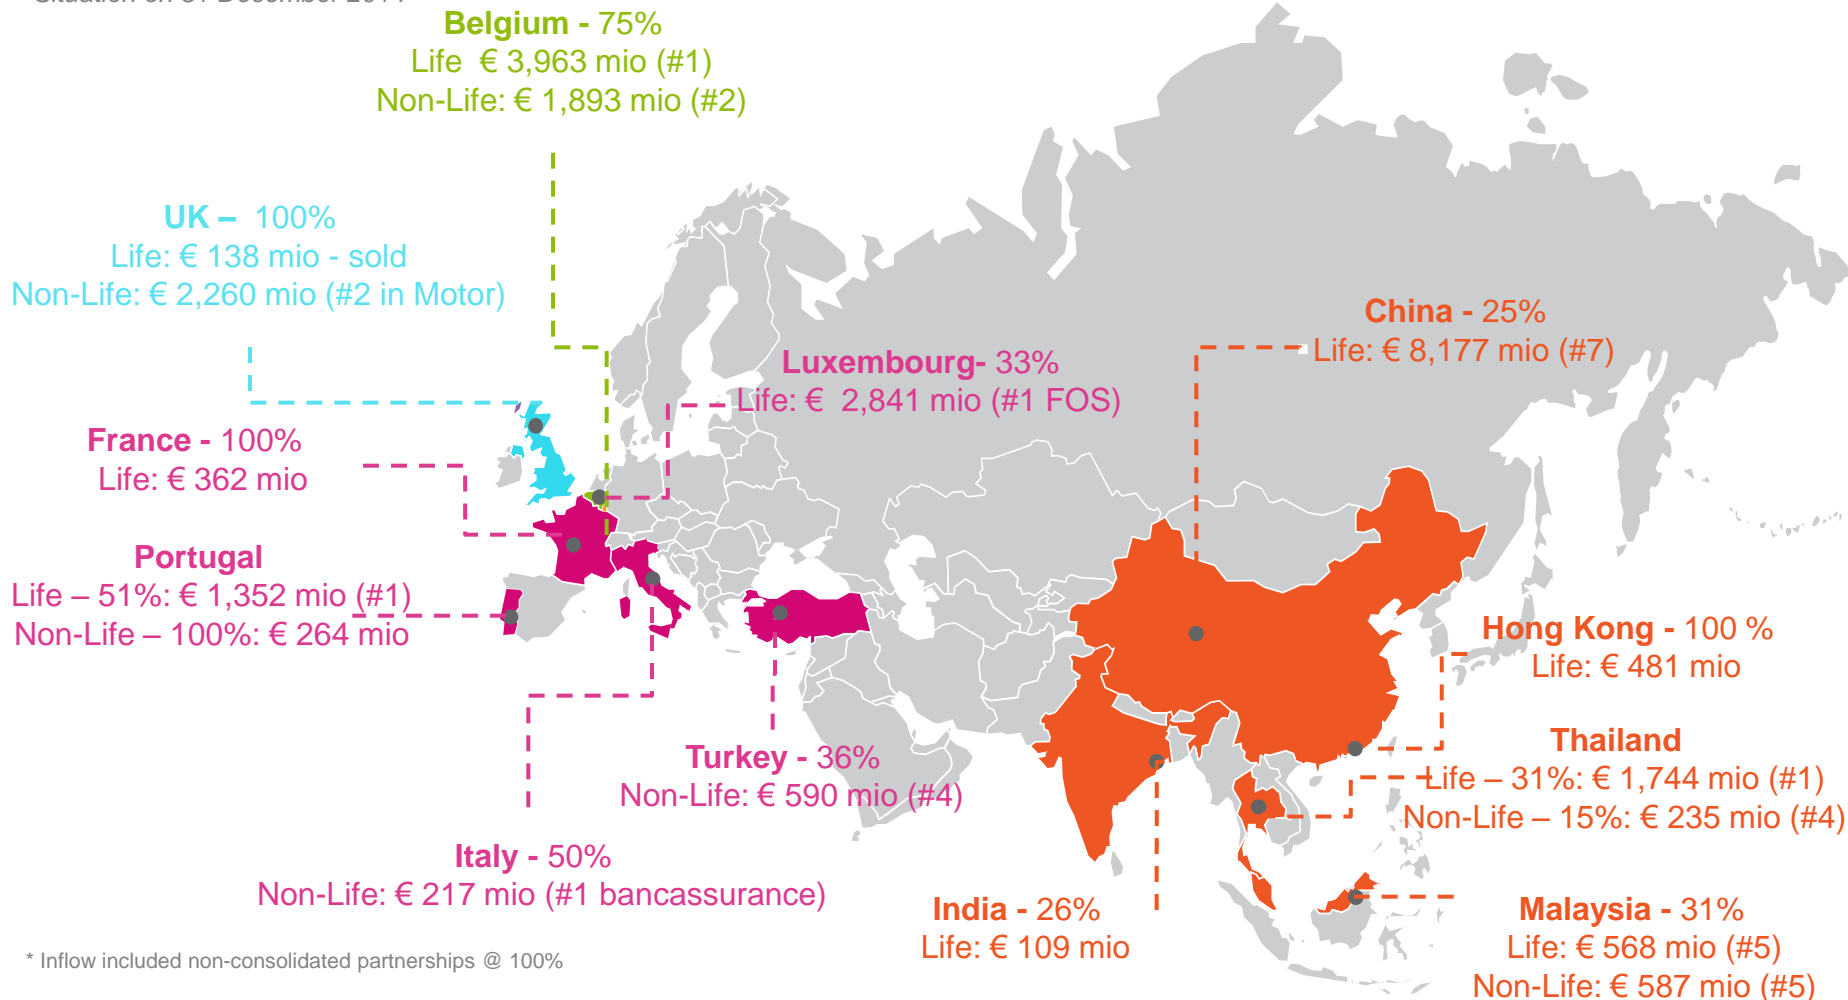 Situation on 31 December 2014
Belgium - 75%
Life € 3,963 mio (#1)
Non-Life: € 1,893 mio (#2)
UK – 100%
Life: € 138 mio - sold
Non-Life: € 2,260 mio (#2 in Motor)
China - 25%
Life: € 8,177 mio (#7)
Luxembourg- 33%
Life: € 2,841 mio (#1 FOS)
France - 100%
Life: € 362 mio
Portugal
Life – 51%: € 1,352 mio (#1)
Non-Life – 100%: € 264 mio
Hong Kong - 100 %
Life: € 481 mio
Turkey - 36%
Non-Life: € 590 mio (#4)
Thailand
Life – 31%: € 1,744 mio (#1)
Non-Life – 15%: € 235 mio (#4)
Italy - 50%
Non-Life: € 217 mio (#1 bancassurance)
India - 26%
Life: € 109 mio
Malaysia - 31%
Life: € 568 mio (#5)
Non-Life: € 587 mio (#5)
* Inflow included non-consolidated partnerships @ 100%